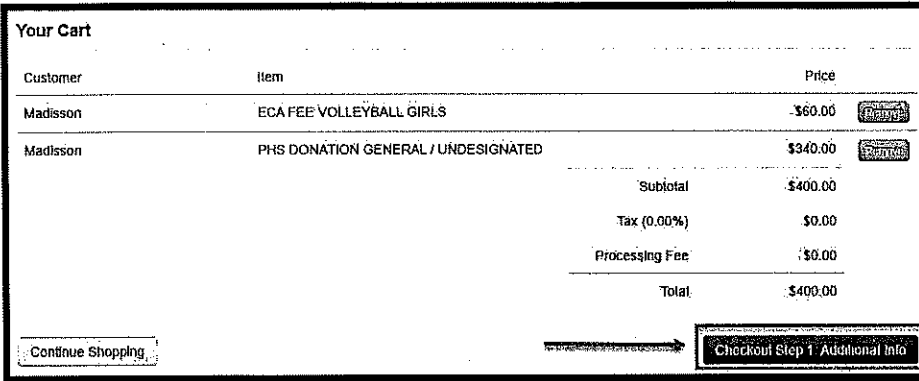 Your Cart
Customer Item Price
Madisson ECA FEE VOLLEYBALL GIRLS $60.00
Madisson PHS DONATION GENERAL / UNDESIGNATED $340.00
Subtotal $400.00
Tax (0.00%) $0.00
Processing Fee $0.00
Total $400.00
Continue Shopping Checkout Step 1: Additional Info